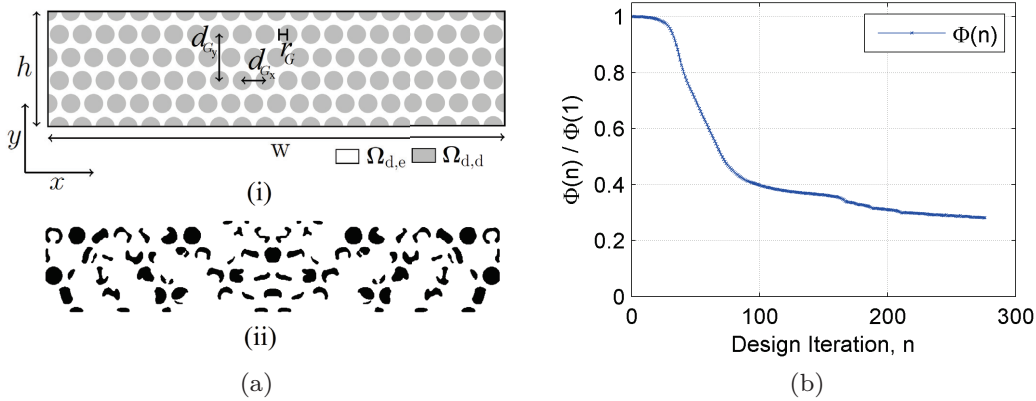 h
d_{G_y}
d_{G_x}
r_G
y
x
w
Ω_{d,e} Ω_{d,d}
(i)
(ii)
(a)
Φ(n) / Φ(1)
1
0.8
0.6
0.4
0.2
0
0 100 200 300
Design Iteration, n
Φ(n)
(b)